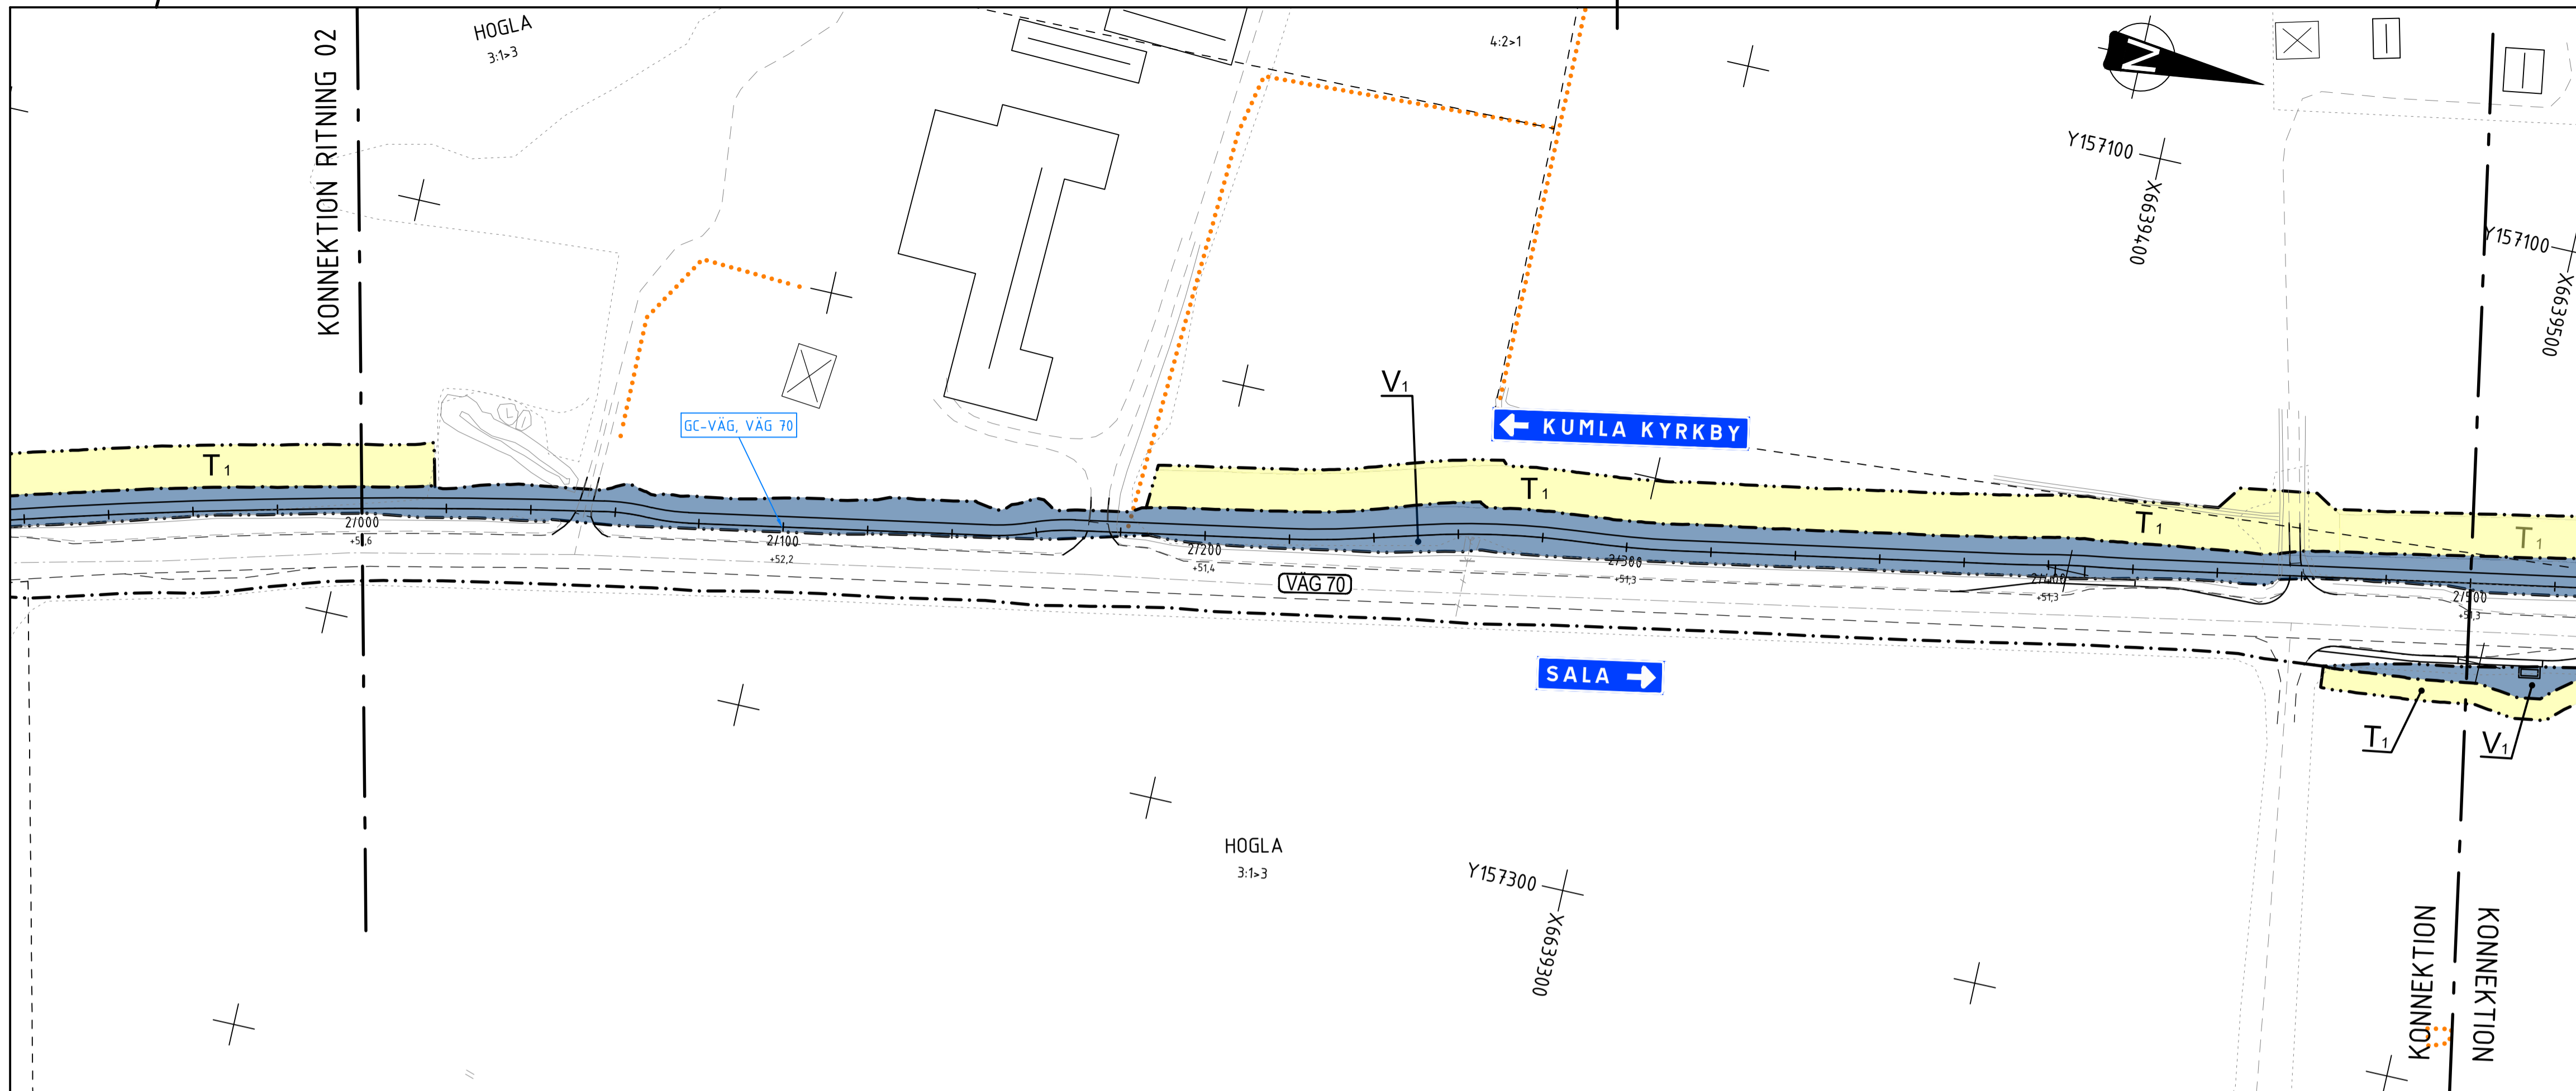 KONNEKTION RITNING 02
HOGLA
3:1>3
4:2>1
N
Y157100
X6639400
Y157100
X6639500
GC-VÄG, VÄG 70
V1
KUMLA KYRKBY
T1
T1
T1
T1
2/000
2/100
+52,2
2/200
+51,4
2/300
+51,3
2/400
+51,3
2/500
+51,3
VÄG 70
SALA
T1
V1
HOGLA
3:1>3
Y157300
X6639300
KONNEKTION
KONNEKTION